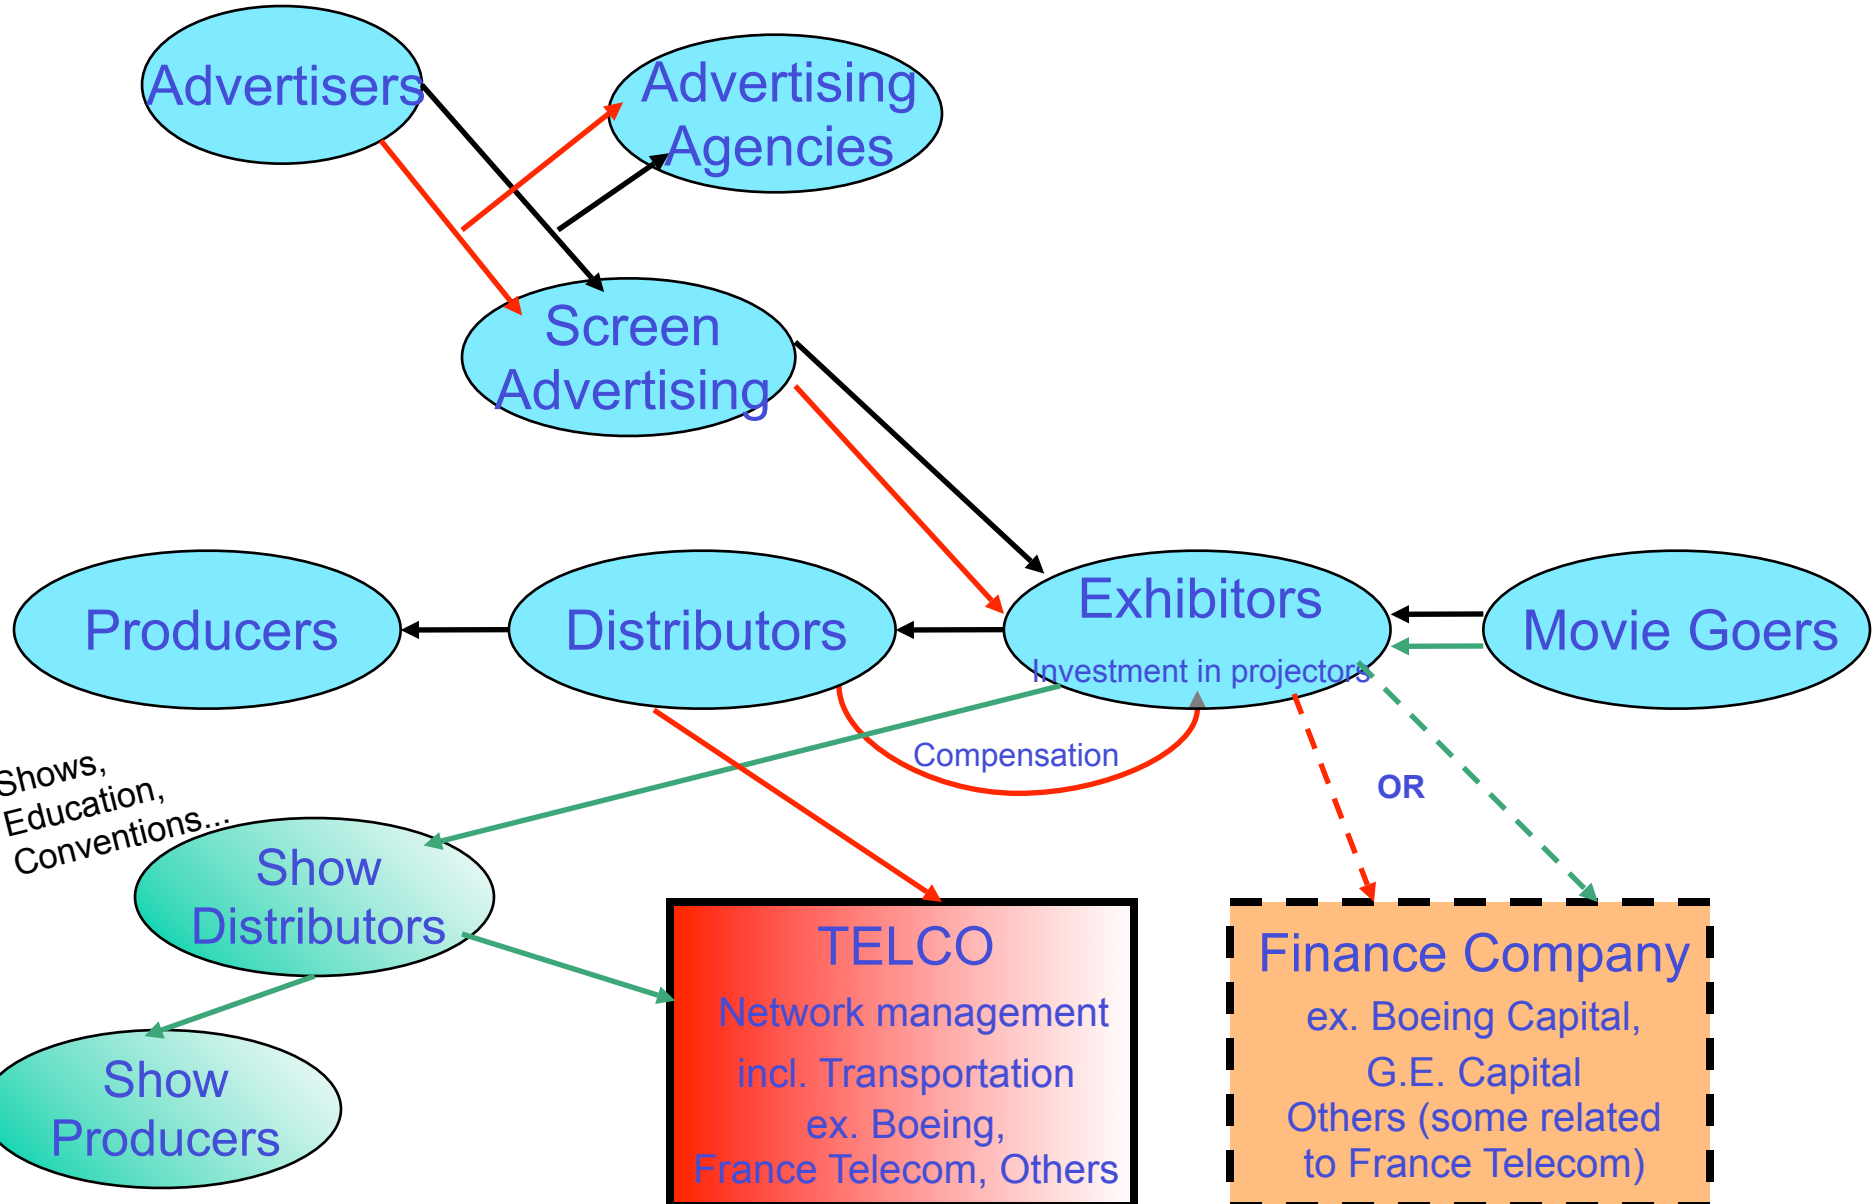 Advertisers
Advertising
Agencies
Screen
Advertising
Producers
Distributors
Exhibitors
Investment in projectors
Movie Goers
Compensation
OR
Shows,
Education,
Conventions...
Show
Distributors
Show
Producers
TELCO
Network management
incl. Transportation
ex. Boeing,
France Telecom, Others
Finance Company
ex. Boeing Capital,
G.E. Capital
Others (some related
to France Telecom)